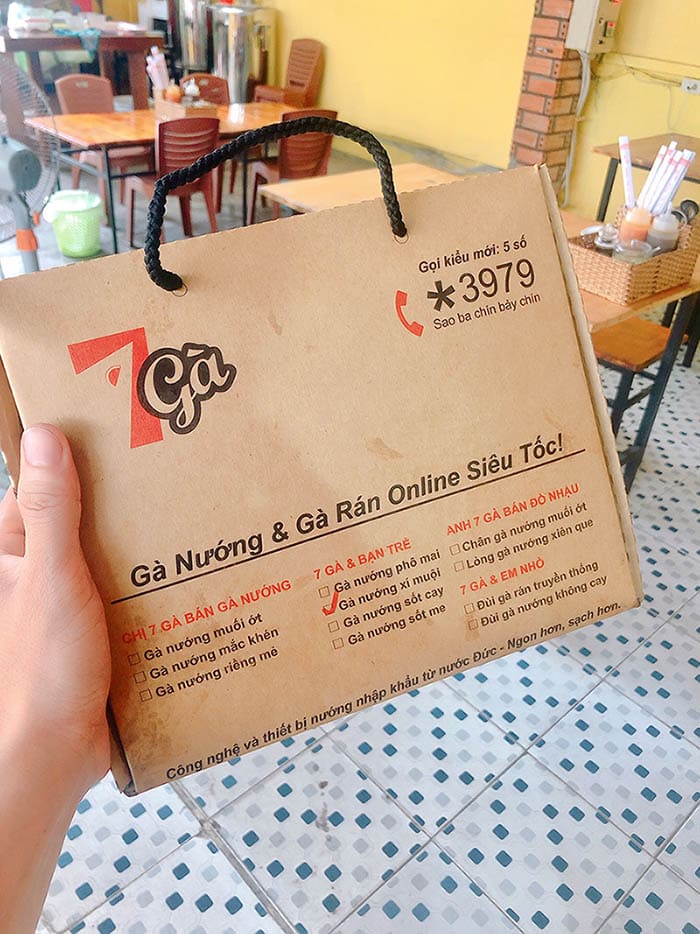 Gọi kiểu mới: 5 số
*3979
Sao ba chín bảy chín
7Gà
Gà Nướng & Gà Rán Online Siêu Tốc!
CHỊ 7 GÀ BÁN GÀ NƯỚNG
Gà nướng muối ớt
Gà nướng mắc khén
Gà nướng riềng mẻ
7 GÀ & BẠN TRẺ
Gà nướng phô mai
Gà nướng xí muội
Gà nướng sốt cay
Gà nướng sốt me
ANH 7 GÀ BÁN ĐỒ NHẬU
Chân gà nướng muối ớt
Lòng gà nướng xiên que
7 GÀ & EM NHỎ
Đùi gà rán truyền thống
Đùi gà nướng không cay
Công nghệ và thiết bị nướng nhập khẩu từ nước Đức - Ngon hơn, sạch hơn.